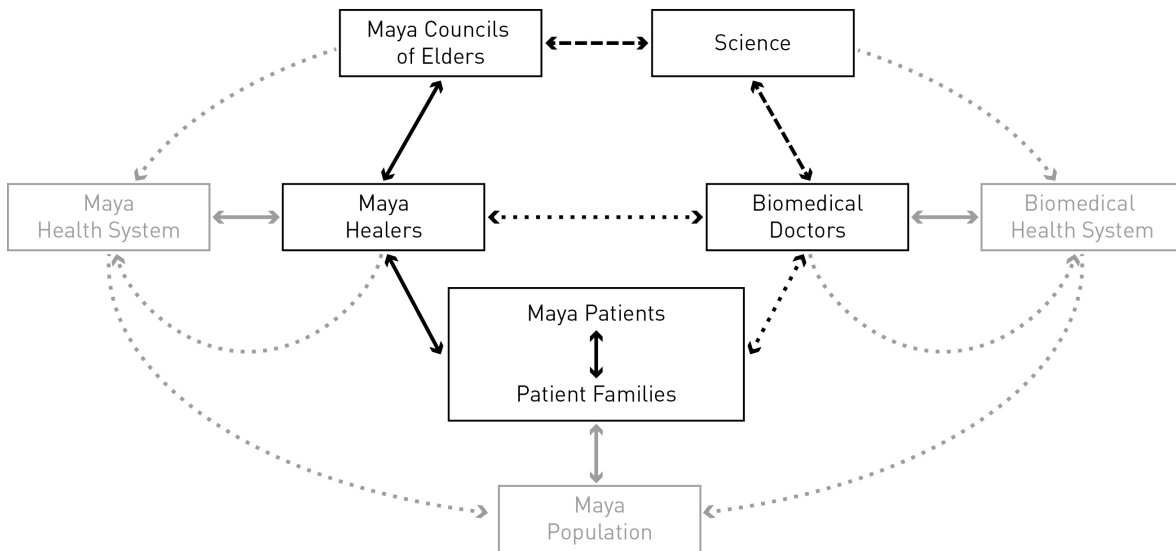 Maya Councils
of Elders
Science
Maya
Health System
Maya
Healers
Biomedical
Doctors
Biomedical
Health System
Maya Patients
Patient Families
Maya
Population